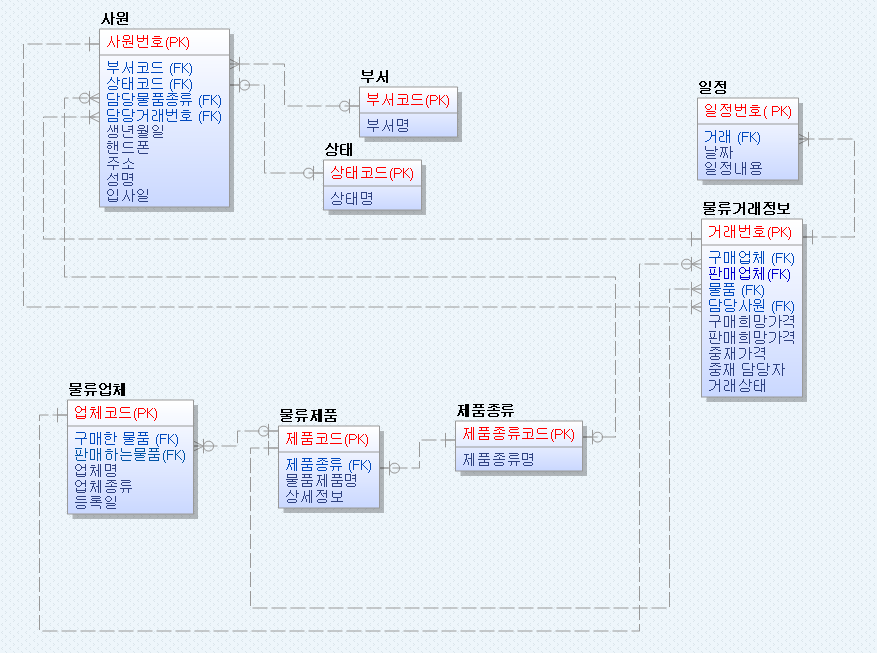 사원
사원번호(PK)
부서코드 (FK)
상태코드 (FK)
담당물품종류 (FK)
담당거래번호 (FK)
생년월일
핸드폰
주소
성명
입사일
부서
부서코드(PK)
부서명
상태
상태코드(PK)
상태명
일정
일정번호( PK)
거래 (FK)
날짜
일정내용
물류거래정보
거래번호(PK)
구매업체 (FK)
판매업체(FK)
물품 (FK)
담당사원 (FK)
구매희망가격
판매희망가격
중재가격
중재 담당자
거래상태
물류업체
업체코드(PK)
구매한 물품 (FK)
판매하는물품(FK)
업체명
업체종류
등록일
물류제품
제품코드(PK)
제품종류 (FK)
물품제품명
상세정보
제품종류
제품종류코드(PK)
제품종류명